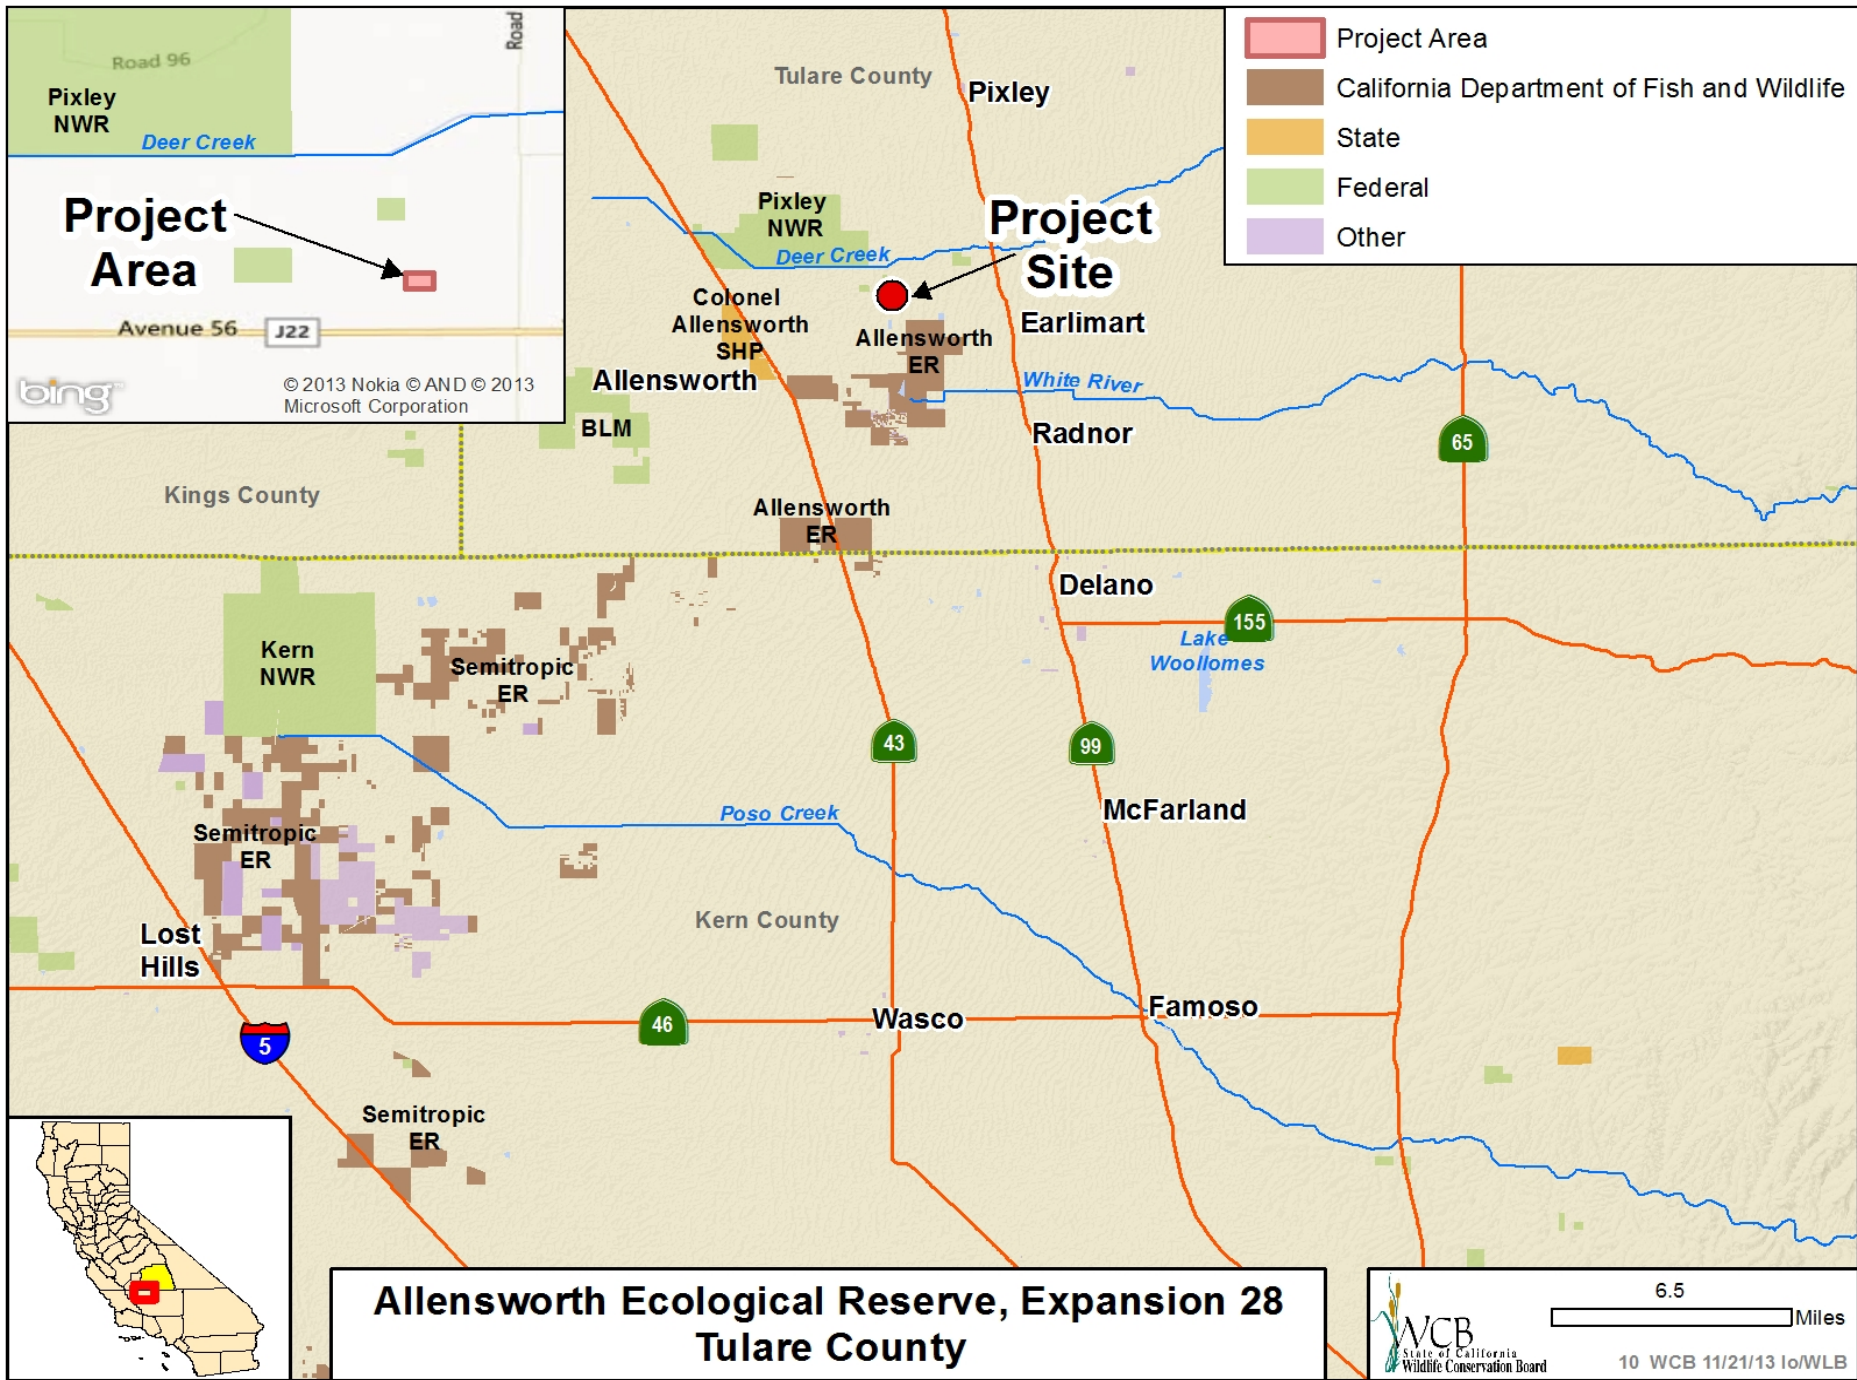 Road 96
Road
Pixley
NWR
Deer Creek
Project
Area
Avenue 56
J22
bing
© 2013 Nokia © AND © 2013
Microsoft Corporation
Project Area
California Department of Fish and Wildlife
State
Federal
Other
Tulare County
Pixley
Pixley
NWR
Deer Creek
Project
Site
Colonel
Allensworth
SHP
Earlimart
Allensworth
ER
Allensworth
White River
BLM
Radnor
65
Kings County
Allensworth
ER
Delano
155
Lake
Woollomes
Kern
NWR
Semitropic
ER
43
99
McFarland
Poso Creek
Semitropic
ER
Kern County
Lost
Hills
Famoso
46
Wasco
5
Semitropic
ER
Allensworth Ecological Reserve, Expansion 28
Tulare County
6.5
Miles
WCB
State of California
Wildlife Conservation Board
10 WCB 11/21/13 lo/WLB